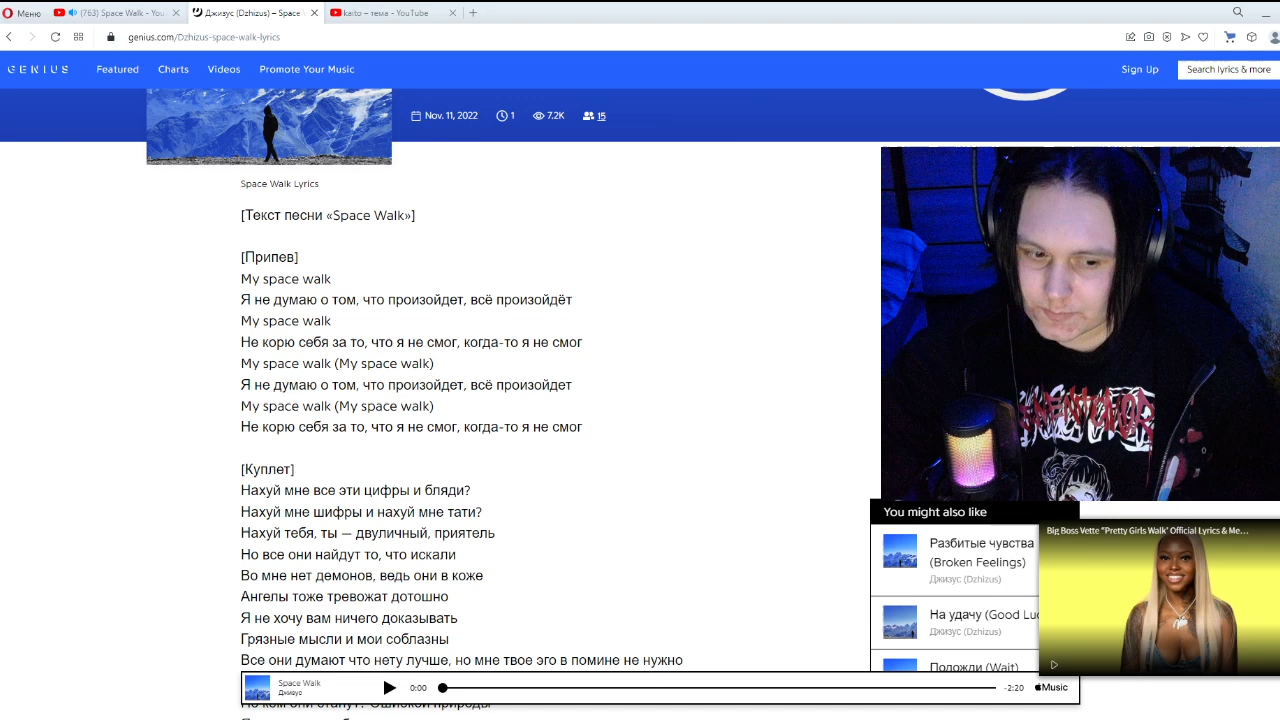 Меню
(763) Space Walk - You
Джизус (Dzhizus) – Space
kaito – тема - YouTube
genius.com/Dzhizus-space-walk-lyrics
GENIUS
Featured
Charts
Videos
Promote Your Music
Sign Up
Search lyrics & more
Nov. 11, 2022
1
7.2K
15
Space Walk Lyrics
[Текст песни «Space Walk»]
[Припев]
My space walk
Я не думаю о том, что произойдет, всё произойдёт
My space walk
Не корю себя за то, что я не смог, когда-то я не смог
My space walk (My space walk)
Я не думаю о том, что произойдет, всё произойдет
My space walk (My space walk)
Не корю себя за то, что я не смог, когда-то я не смог
[Куплет]
Нахуй мне все эти цифры и бляди?
Нахуй мне шифры и нахуй мне тати?
Нахуй тебя, ты — двуличный, приятель
Но все они найдут то, что искали
Во мне нет демонов, ведь они в коже
Ангелы тоже тревожат дотошно
Я не хочу вам ничего доказывать
Грязные мысли и мои соблазны
Все они думают что нету лучше, но мне твое эго в помине не нужно
You might also like
Разбитые чувства
(Broken Feelings)
Джизус (Dzhizus)
На удачу (Good Luc
Джизус (Dzhizus)
Подожди (Wait)
Big Boss Vette "Pretty Girls Walk" Official Lyrics & Me...
Space Walk
Джизус
0:00
-2:20
Music